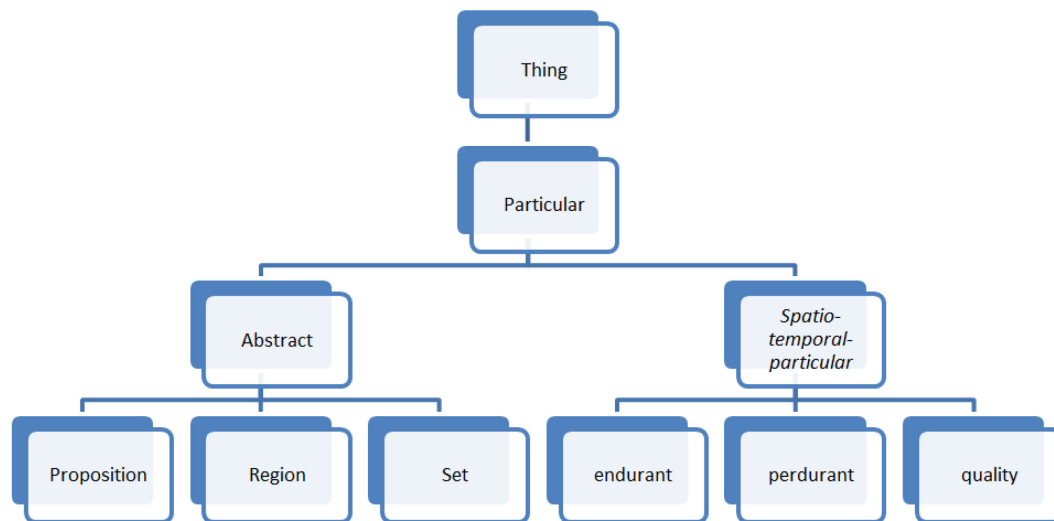 Thing
Particular
Abstract
Spatio-
temporal-
particular
Proposition
Region
Set
endurant
perdurant
quality